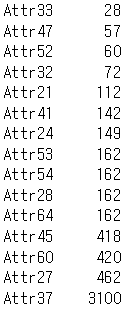 Attr33 28
Attr47 57
Attr52 60
Attr32 72
Attr21 112
Attr41 142
Attr24 149
Attr53 162
Attr54 162
Attr28 162
Attr64 162
Attr45 418
Attr60 420
Attr27 462
Attr37 3100